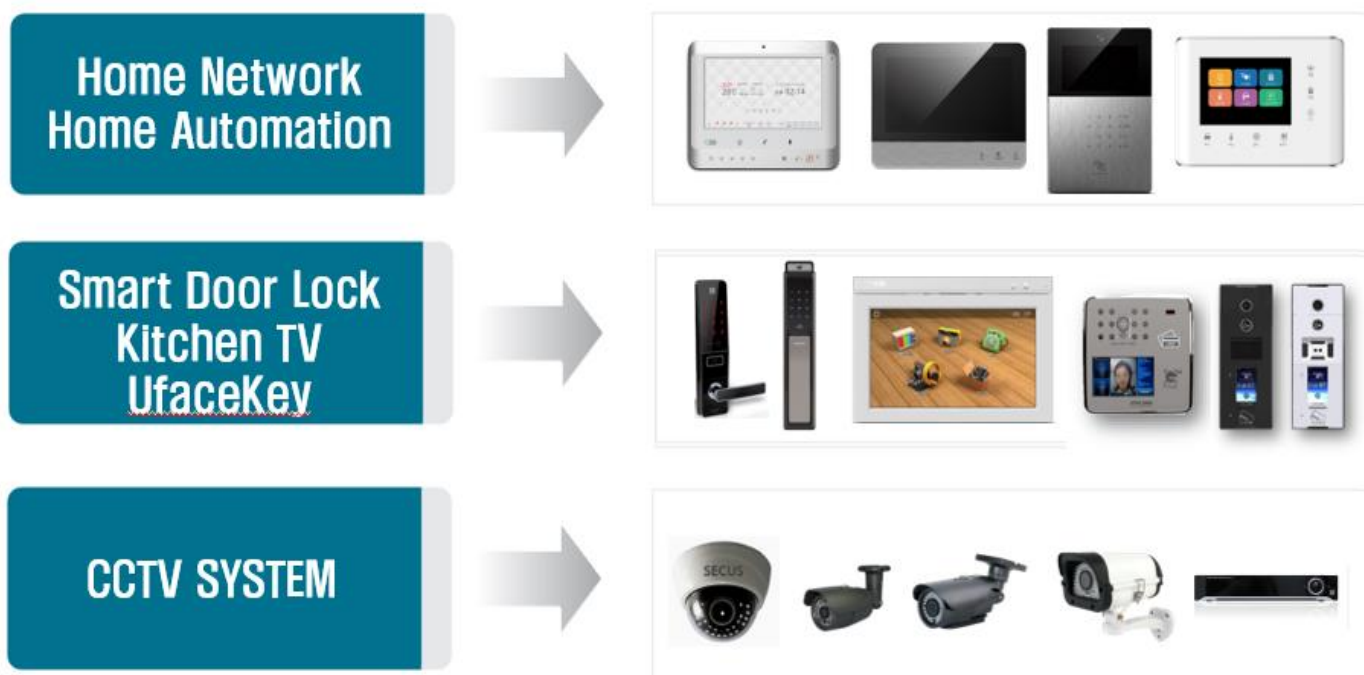 Home Network
Home Automation
Smart Door Lock
Kitchen TV
UfaceKey
CCTV SYSTEM
SECUS